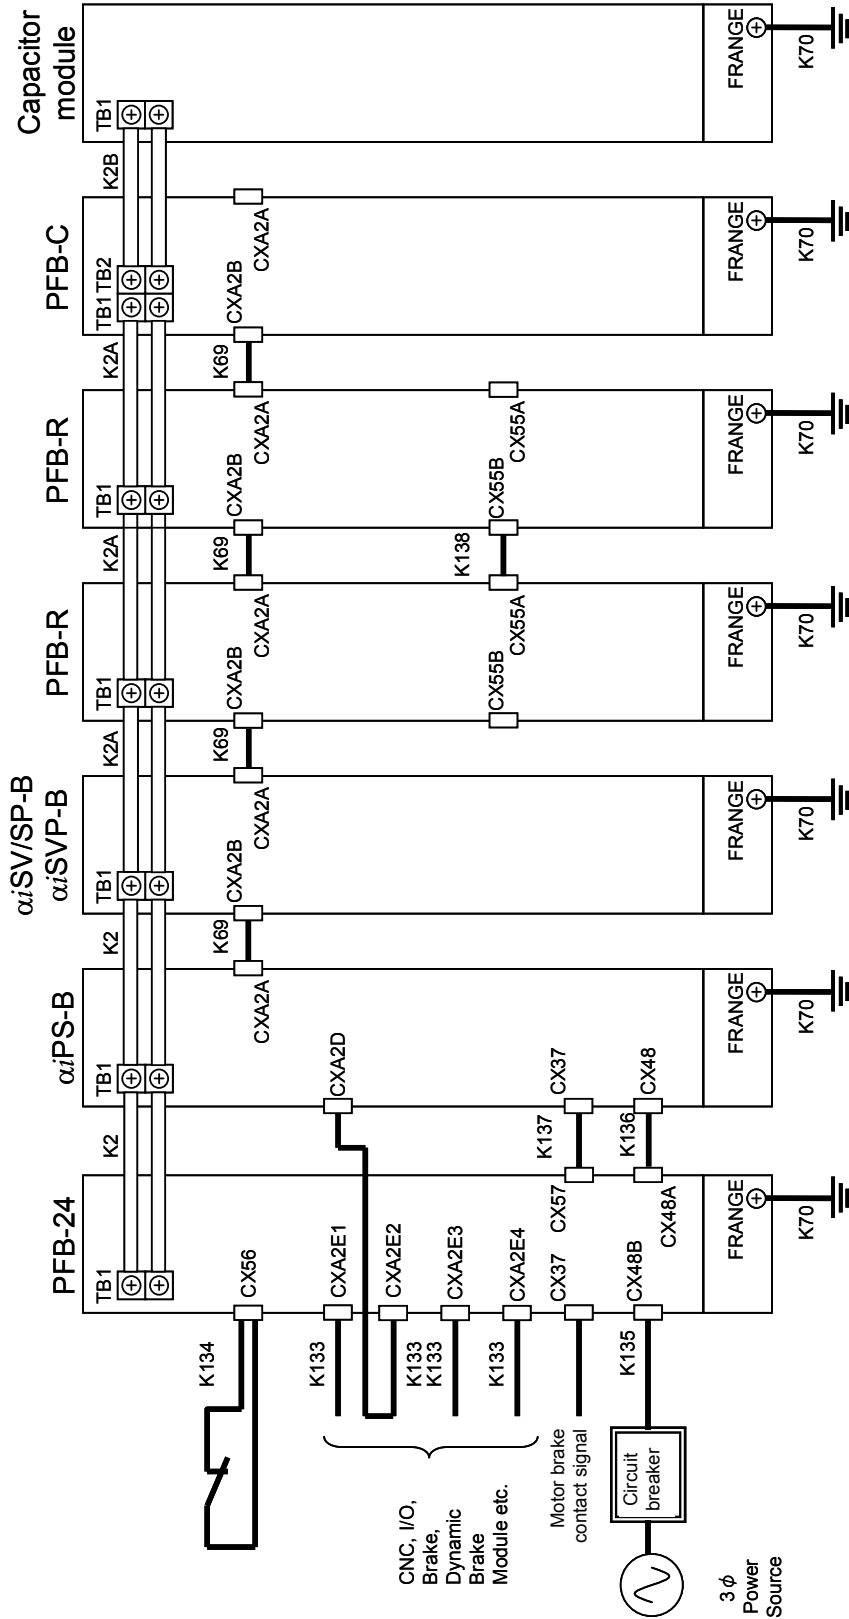 PFB-24
αiPS-B
αiSV/SP-B
αiSVP-B
PFB-R
PFB-R
PFB-C
Capacitor
module
TB1
K2
TB1
K2
TB1
K2A
TB1
K2A
TB1
K2A
TB1
TB2
K2B
TB1
K134
CX56
CXA2A
K69
CXA2B
CXA2A
K69
CXA2B
CXA2A
K69
CXA2B
CXA2A
K69
CXA2B
CXA2A
K133
CXA2E1
CXA2D
K133
CXA2E2
K133
CXA2E3
K133
CXA2E4
CNC, I/O,
Brake,
Dynamic
Brake
Module etc.
CX55B
CX55A
K138
CX55B
CX55A
Motor brake
contact signal
CX37
CX57
K137
CX37
3ϕ
Power
Source
Circuit
breaker
K135
CX48B
CX48A
K136
CX48
FRANGE
FRANGE
FRANGE
FRANGE
FRANGE
FRANGE
FRANGE
K70
K70
K70
K70
K70
K70
K70